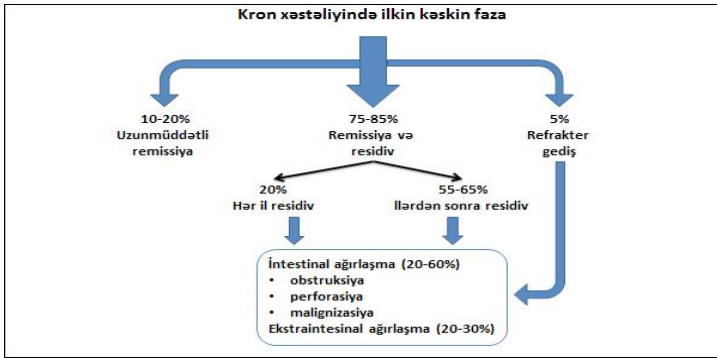 Kron xəstəliyində ilkin kəskin faza
10-20%
Uzunmüddətli
remissiya
75-85%
Remissiya və
residiv
5%
Refrakter
gediş
20%
Hər il residiv
55-65%
İlərdən sonra residiv
İntestinal ağırlaşma (20-60%)
• obstruksiya
• perforasiya
• malignizasiya
Ekstraintesinal ağırlaşma (20-30%)